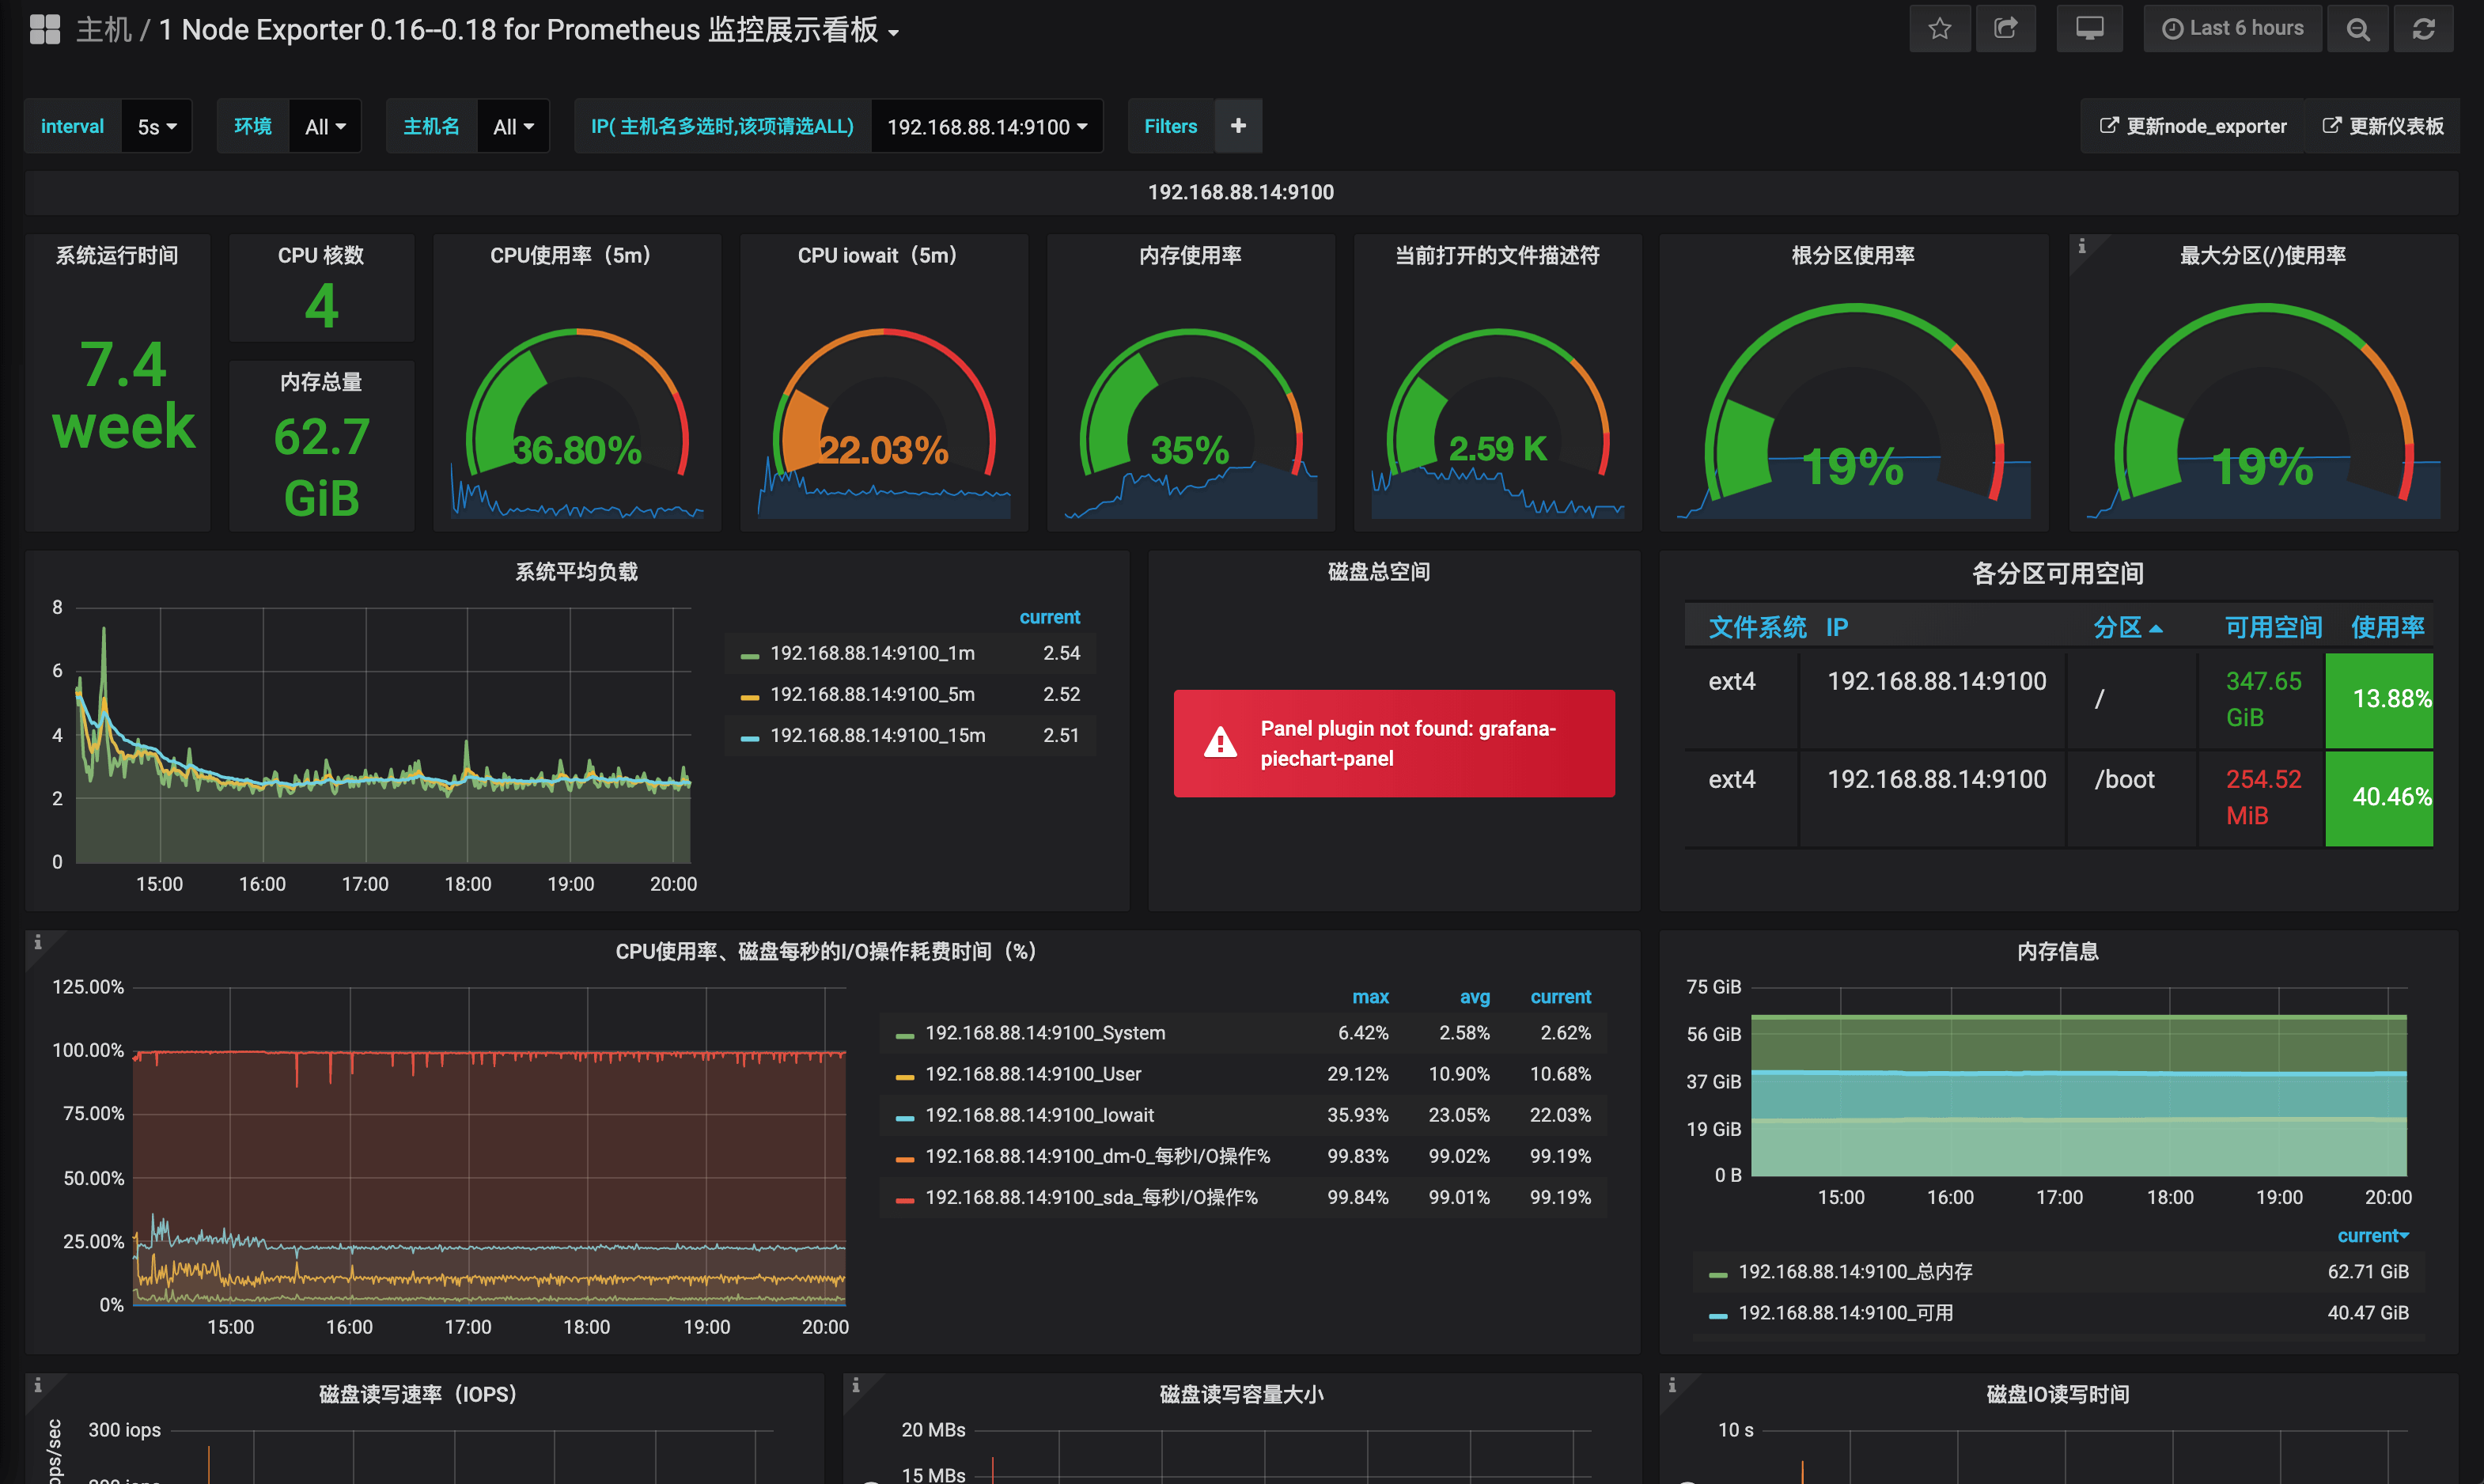 主机 / 1 Node Exporter 0.16--0.18 for Prometheus 监控展示看板
Last 6 hours
interval 5s 环境 All 主机名 All IP( 主机名多选时,该项请选ALL) 192.168.88.14:9100 Filters +
更新node_exporter 更新仪表板
192.168.88.14:9100
系统运行时间
7.4
week
CPU 核数
4
内存总量
62.7
GiB
CPU使用率（5m）
36.80%
CPU iowait（5m）
22.03%
内存使用率
35%
当前打开的文件描述符
2.59 K
根分区使用率
19%
最大分区(/)使用率
19%
系统平均负载
8
6
4
2
0
15:00 16:00 17:00 18:00 19:00 20:00
current
192.168.88.14:9100_1m 2.54
192.168.88.14:9100_5m 2.52
192.168.88.14:9100_15m 2.51
磁盘总空间
Panel plugin not found: grafana-
piechart-panel
各分区可用空间
文件系统 IP 分区 可用空间 使用率
ext4 192.168.88.14:9100 / 347.65 GiB 13.88%
ext4 192.168.88.14:9100 /boot 254.52 MiB 40.46%
CPU使用率、磁盘每秒的I/O操作耗费时间（%）
125.00%
100.00%
75.00%
50.00%
25.00%
0%
15:00 16:00 17:00 18:00 19:00 20:00
max avg current
192.168.88.14:9100_System 6.42% 2.58% 2.62%
192.168.88.14:9100_User 29.12% 10.90% 10.68%
192.168.88.14:9100_Iowait 35.93% 23.05% 22.03%
192.168.88.14:9100_dm-0_每秒I/O操作% 99.83% 99.02% 99.19%
192.168.88.14:9100_sda_每秒I/O操作% 99.84% 99.01% 99.19%
内存信息
75 GiB
56 GiB
37 GiB
19 GiB
0 B
15:00 16:00 17:00 18:00 19:00 20:00
current
192.168.88.14:9100_总内存 62.71 GiB
192.168.88.14:9100_可用 40.47 GiB
磁盘读写速率（IOPS）
300 iops
磁盘读写容量大小
20 MBs
15 MBs
磁盘IO读写时间
10 s